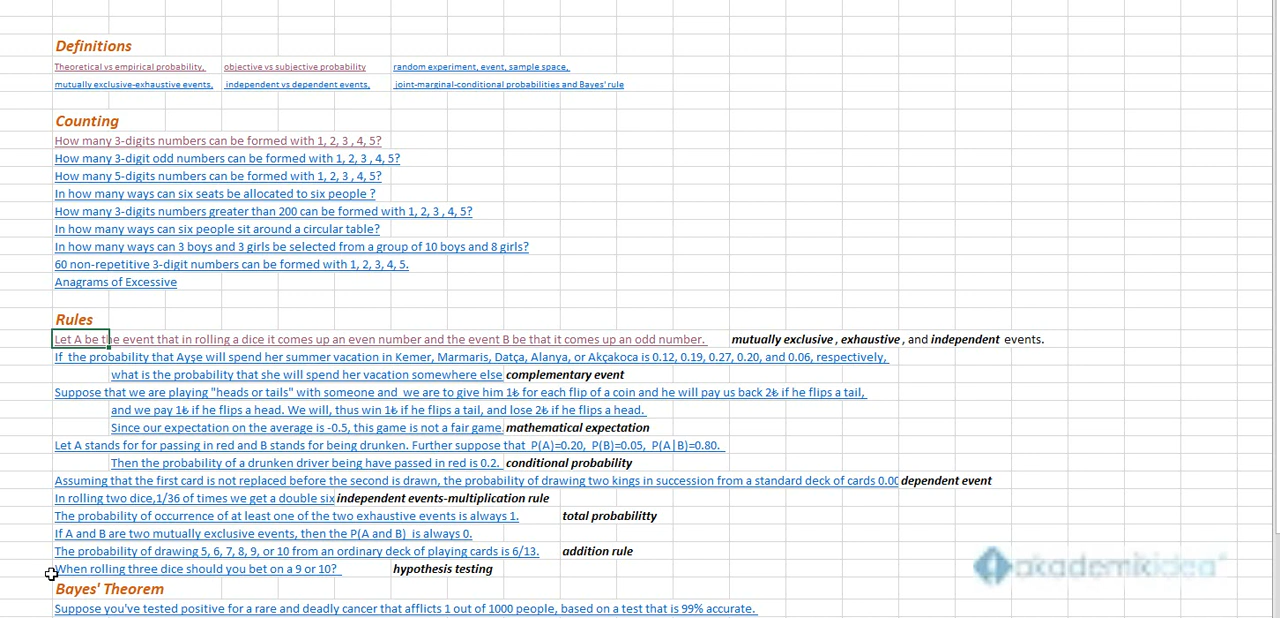 Definitions
Theoretical vs empirical probability, objective vs subjective probability random experiment, event, sample space,
mutually exclusive-exhaustive events, independent vs dependent events, joint-marginal-conditional probabilities and Bayes' rule
Counting
How many 3-digits numbers can be formed with 1, 2, 3 , 4, 5?
How many 3-digit odd numbers can be formed with 1, 2, 3 , 4, 5?
How many 5-digits numbers can be formed with 1, 2, 3 , 4, 5?
In how many ways can six seats be allocated to six people ?
How many 3-digits numbers greater than 200 can be formed with 1, 2, 3 , 4, 5?
In how many ways can six people sit around a circular table?
In how many ways can 3 boys and 3 girls be selected from a group of 10 boys and 8 girls?
60 non-repetitive 3-digit numbers can be formed with 1, 2, 3, 4, 5.
Anagrams of Excessive
Rules
Let A be the event that in rolling a dice it comes up an even number and the event B be that it comes up an odd number. mutually exclusive , exhaustive , and independent events.
If the probability that Ayşe will spend her summer vacation in Kemer, Marmaris, Datça, Alanya, or Akçakoca is 0.12, 0.19, 0.27, 0.20, and 0.06, respectively,
what is the probability that she will spend her vacation somewhere else complementary event
Suppose that we are playing "heads or tails" with someone and we are to give him 1₺ for each flip of a coin and he will pay us back 2₺ if he flips a tail,
and we pay 1₺ if he flips a head. We will, thus win 1₺ if he flips a tail, and lose 2₺ if he flips a head.
Since our expectation on the average is -0.5, this game is not a fair game. mathematical expectation
Let A stands for for passing in red and B stands for being drunken. Further suppose that P(A)=0.20, P(B)=0.05, P(A|B)=0.80.
Then the probability of a drunken driver being have passed in red is 0.2. conditional probability
Assuming that the first card is not replaced before the second is drawn, the probability of drawing two kings in succession from a standard deck of cards 0.00 dependent event
In rolling two dice,1/36 of times we get a double six independent events-multiplication rule
The probability of occurrence of at least one of the two exhaustive events is always 1. total probabilitty
If A and B are two mutually exclusive events, then the P(A and B) is always 0.
The probability of drawing 5, 6, 7, 8, 9, or 10 from an ordinary deck of playing cards is 6/13. addition rule
When rolling three dice should you bet on a 9 or 10? hypothesis testing
akademikidea
Bayes' Theorem
Suppose you've tested positive for a rare and deadly cancer that afflicts 1 out of 1000 people, based on a test that is 99% accurate.